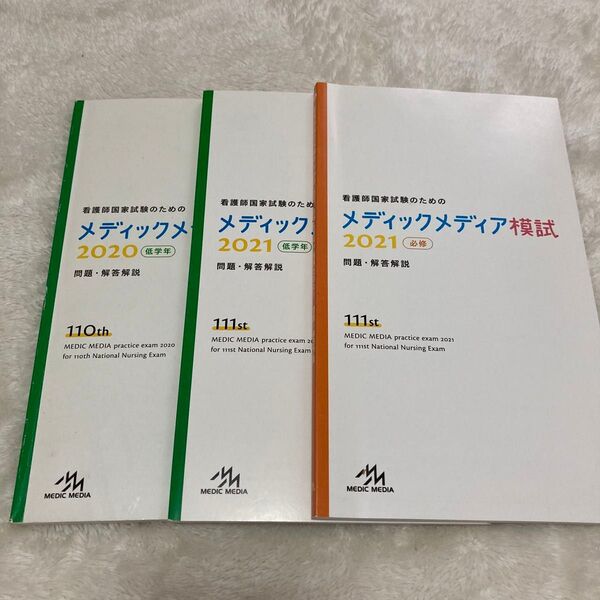 看護師国家試験のための
メディックメ
2020 低学年
問題・解答解説
110th
MEDIC MEDIA practice exam 2020
for 110th National Nursing Exam
MEDIC MEDIA
看護師国家試験のため
メディック
2021 低学年
問題・解答解説
111st
MEDIC MEDIA practice exam
for 111st National Nursing Exam
MEDIC MEDIA
看護師国家試験のための
メディックメディア模試
2021 必修
問題・解答解説
111st
MEDIC MEDIA practice exam 2021
for 111st National Nursing Exam
MEDIC MEDIA